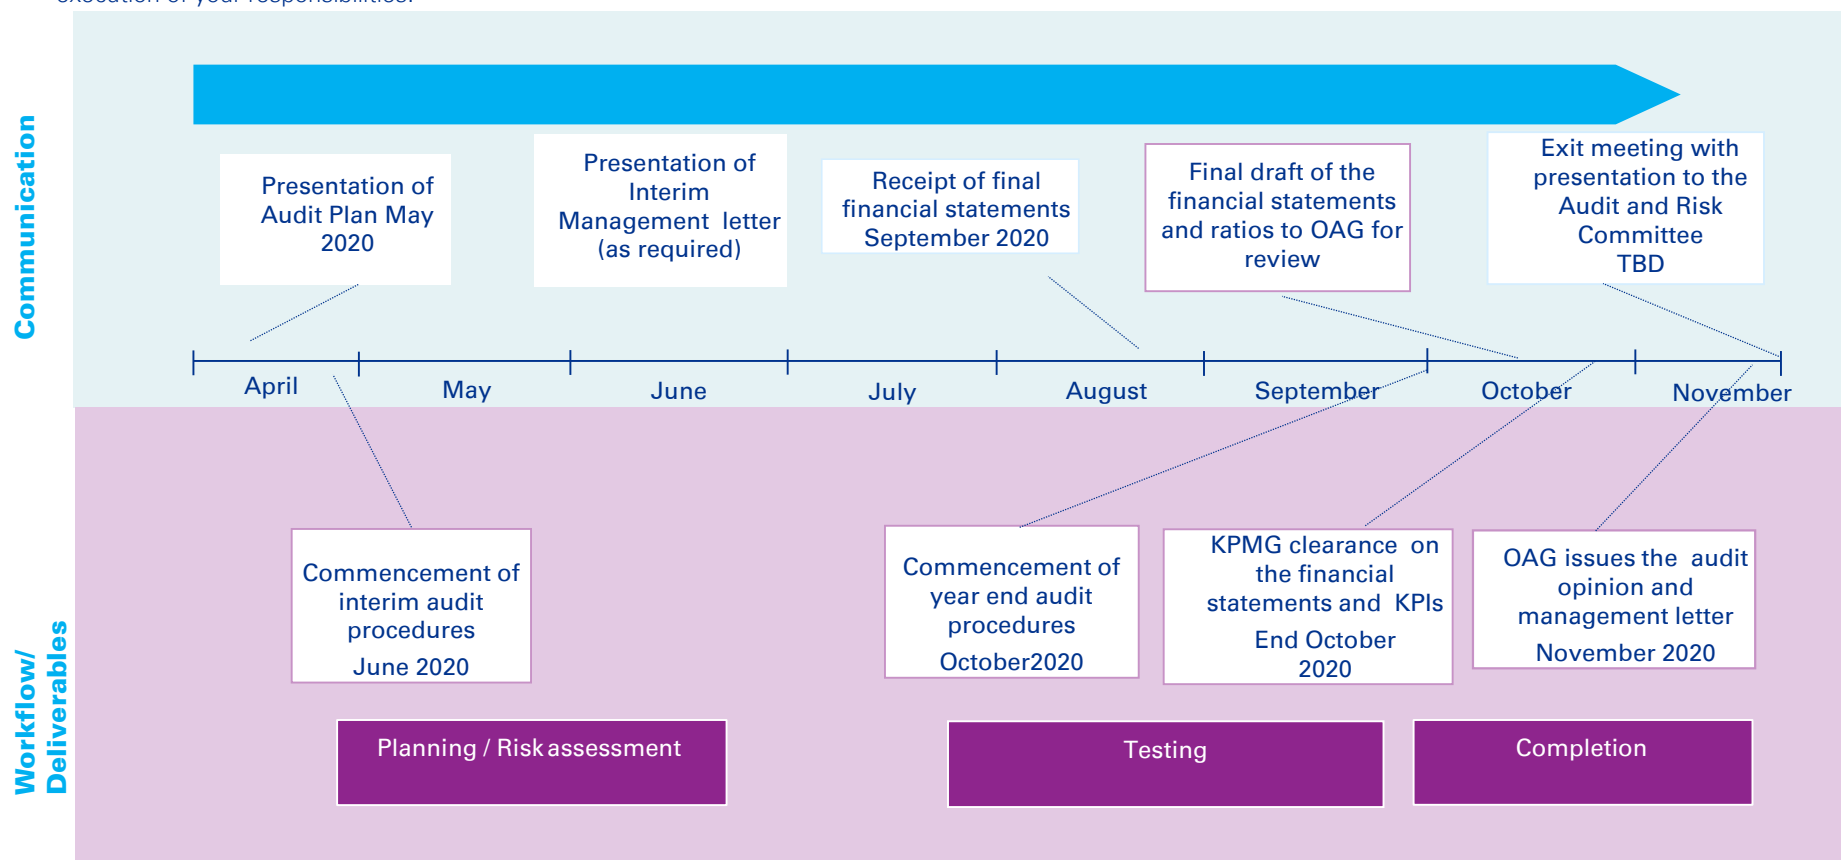 execution of your responsibilities.
Communication
Presentation of
Audit Plan May
2020
Presentation of
Interim
Management letter
(as required)
Receipt of final
financial statements
September 2020
Final draft of the
financial statements
and ratios to OAG for
review
Exit meeting with
presentation to the
Audit and Risk
Committee
TBD
April
May
June
July
August
September
October
November
Workflow/
Deliverables
Commencement of
interim audit
procedures
June 2020
Commencement of
year end audit
procedures
October2020
KPMG clearance on
the financial
statements and KPIs
End October
2020
OAG issues the audit
opinion and
management letter
November 2020
Planning / Risk assessment
Testing
Completion